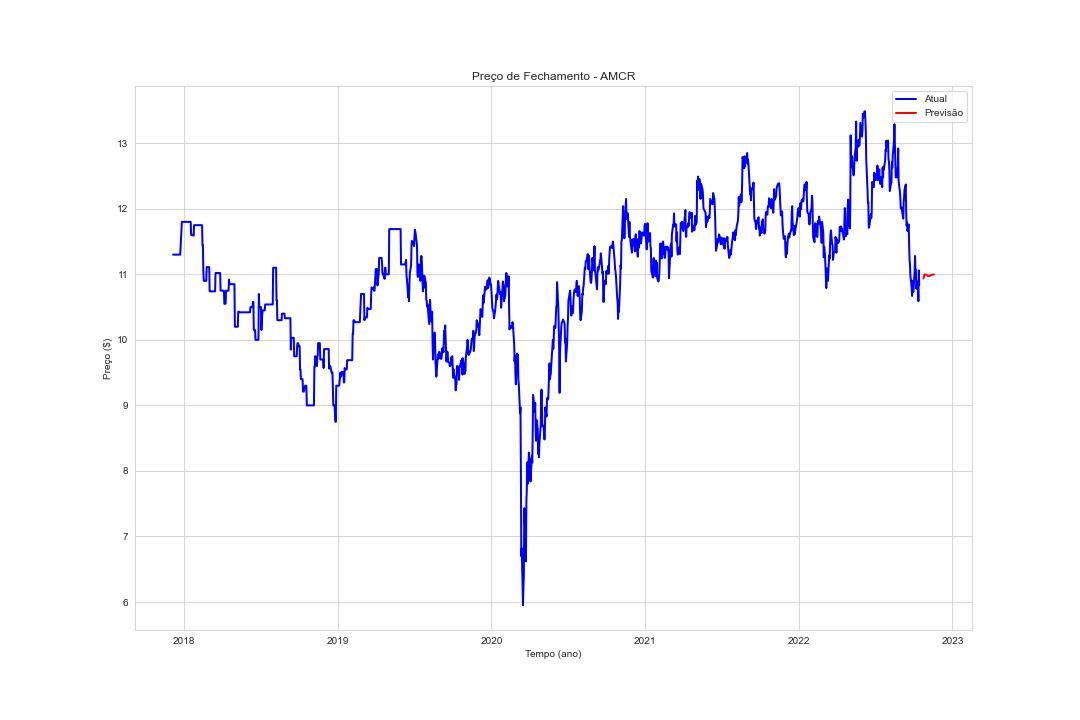 Preço de Fechamento - AMCR
Atual
Previsão
Preço ($)
13
12
11
10
9
8
7
6
2018
2019
2020
2021
2022
2023
Tempo (ano)